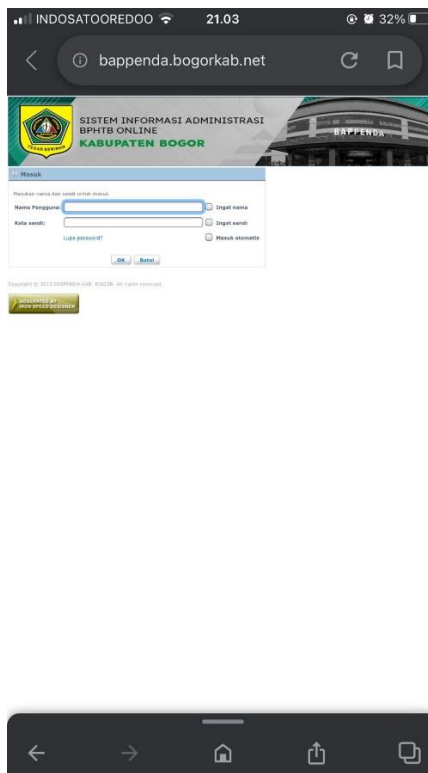 INDOSATOOREDOO 21.03 32%
bappenda.bogorkab.net
SISTEM INFORMASI ADMINISTRASI
BPHTB ONLINE
KABUPATEN BOGOR
BAPPENDA
TEGAR BERIMAN
Masuk
Masukan nama dan sandi untuk masuk
Nama Pengguna: Ingat nama
Kata sandi: Ingat sandi
Lupa password? Masuk otomatis
OK Batal
Copyright © 2013 KAB. BOGOR. All rights reserved.
GENERATED BY
IRON SPEED DESIGNER